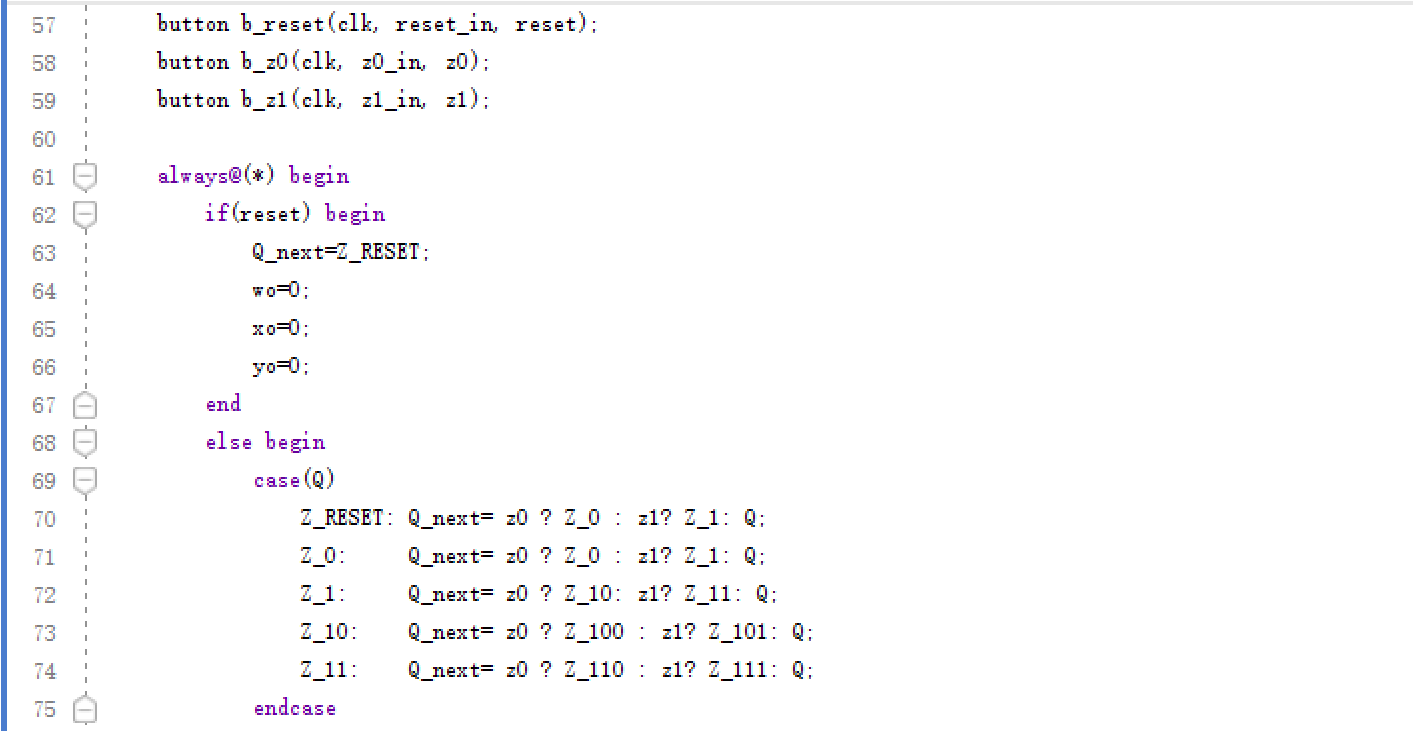 57 button b_reset(clk, reset_in, reset);
58 button b_z0(clk, z0_in, z0);
59 button b_z1(clk, z1_in, z1);
60
61 always@(*) begin
62 if(reset) begin
63 Q_next=Z_RESET;
64 wo=0;
65 xo=0;
66 yo=0;
67 end
68 else begin
69 case(Q)
70 Z_RESET: Q_next= z0 ? Z_0 : z1? Z_1: Q;
71 Z_0: Q_next= z0 ? Z_0 : z1? Z_1: Q;
72 Z_1: Q_next= z0 ? Z_10: z1? Z_11: Q;
73 Z_10: Q_next= z0 ? Z_100 : z1? Z_101: Q;
74 Z_11: Q_next= z0 ? Z_110 : z1? Z_111: Q;
75 endcase